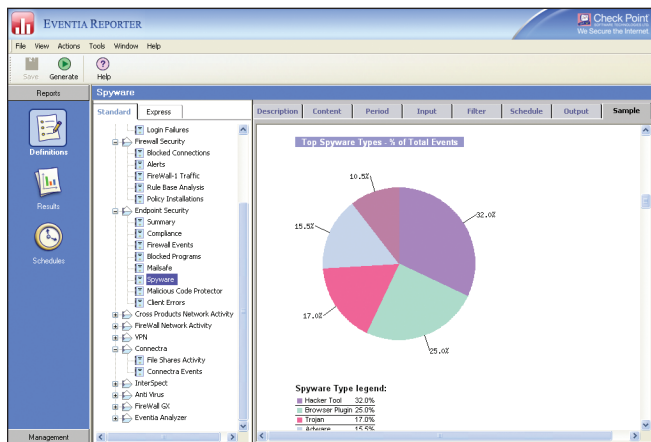 EVENTIA REPORTER
Check Point
SOFTWARE TECHNOLOGIES LTD.
We Secure the Internet.
File View Actions Tools Window Help
Save Generate Help
Reports
Spyware
Standard Express
Description Content Period Input Filter Schedule Output Sample
Definitions
Results
Schedules
Management
Login Failures
Firewall Security
Blocked Connections
Alerts
FireWall-1 Traffic
Rule Base Analysis
Policy Installations
Endpoint Security
Summary
Compliance
Firewall Events
Blocked Programs
Mailsafe
Spyware
Malicious Code Protector
Client Errors
Cross Products Network Activity
FireWall Network Activity
VPN
Connectra
File Shares Activity
Connectra Events
InterSpect
Anti Virus
FireWall GX
Eventia Analyzer
Top Spyware Types - % of Total Events
10.5%
32.0%
15.5%
17.0%
25.0%
Spyware Type legend:
Hacker Tool 32.0%
Browser Plugin 25.0%
Trojan 17.0%
Adware 15.5%